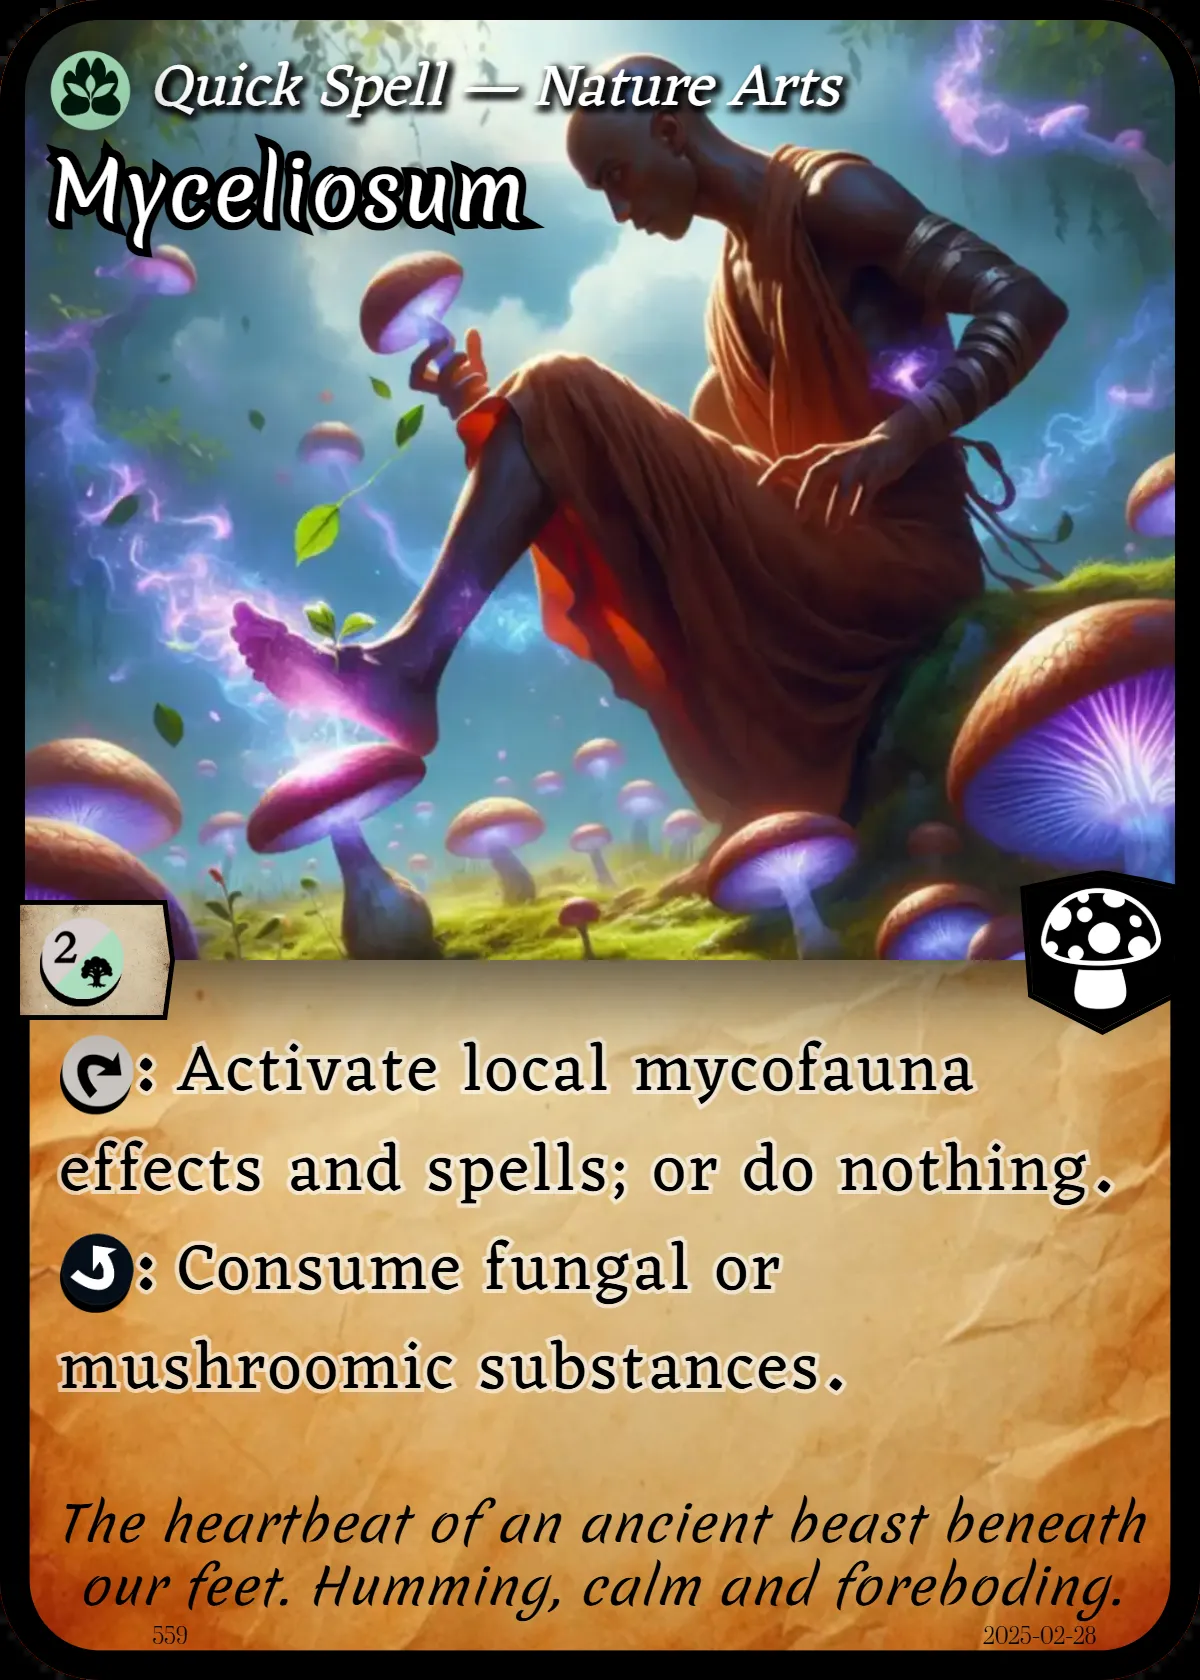 Quick Spell — Nature Arts
Myceliosum
2
: Activate local mycofauna
effects and spells; or do nothing.
: Consume fungal or
mushroomic substances.
The heartbeat of an ancient beast beneath
our feet. Humming, calm and foreboding.
559 2025-02-28